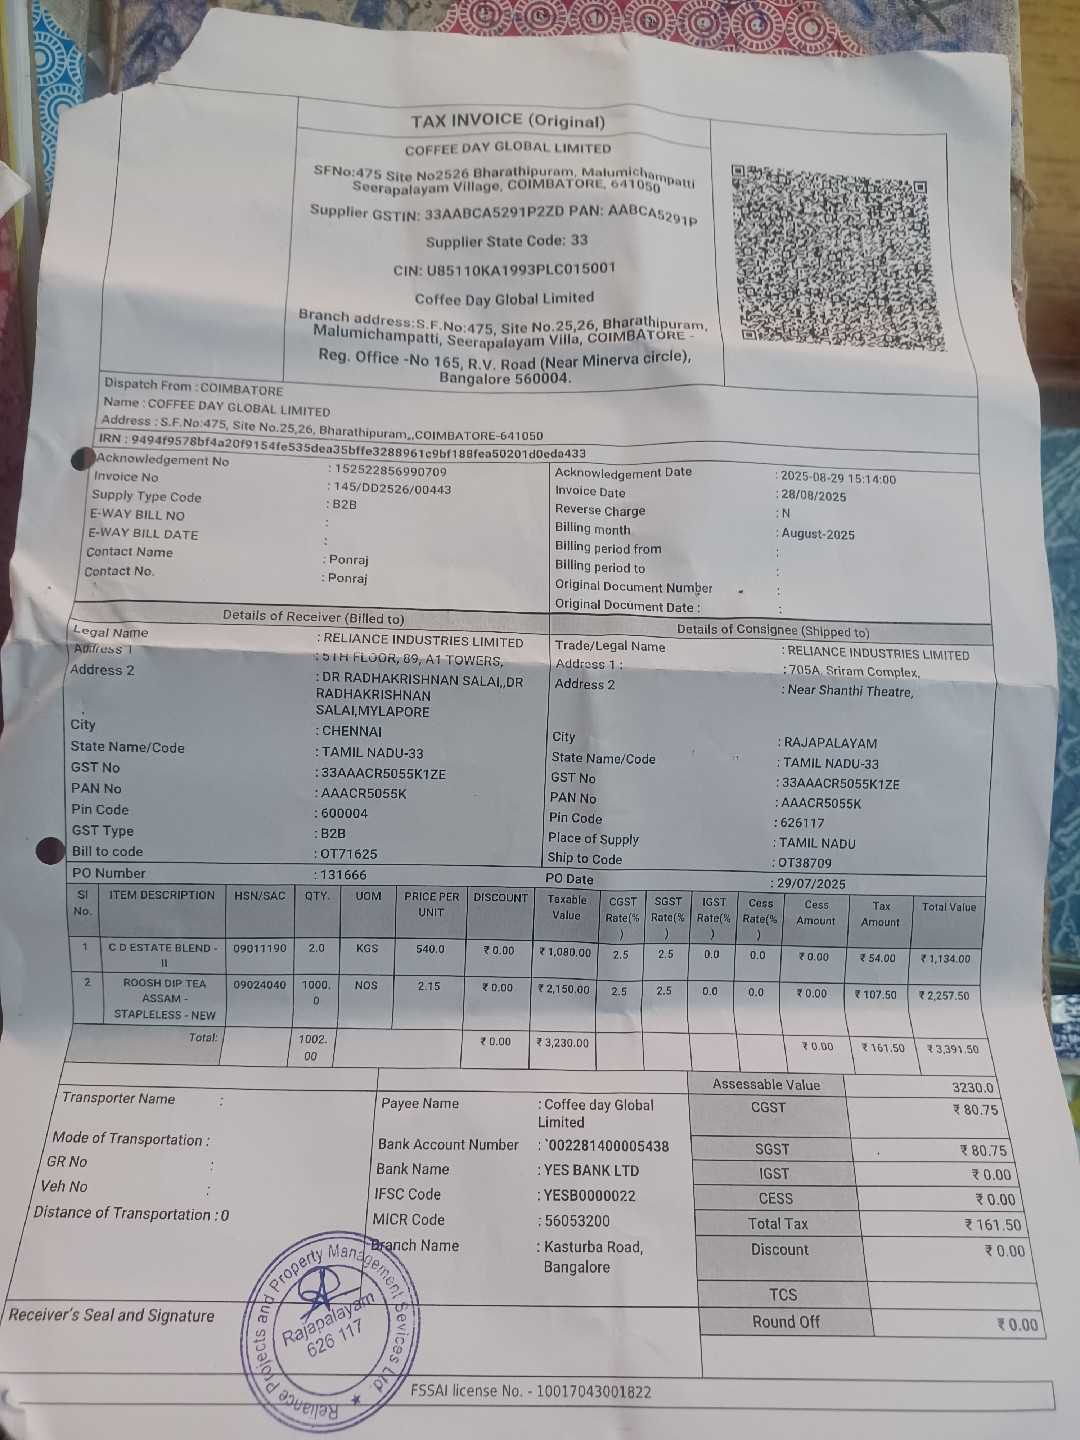 TAX INVOICE (Original)
COFFEE DAY GLOBAL LIMITED
SFNo:475 Site No2526 Bharathipuram, Malumichampatti
Seerapalayam Village, COIMBATORE, 641050
Supplier GSTIN: 33AABCA5291P2ZD PAN: AABCA5291P
Supplier State Code: 33
CIN: U85110KA1993PLC015001
Coffee Day Global Limited
Branch address:S.F.No:475, Site No.25,26, Bharathipuram,
Malumichampatti, Seerapalayam Villa, COIMBATORE -
Reg. Office -No 165, R.V. Road (Near Minerva circle),
Bangalore 560004.
Dispatch From : COIMBATORE
Name : COFFEE DAY GLOBAL LIMITED
Address : S.F.No:475, Site No.25,26, Bharathipuram,,COIMBATORE-641050
IRN : 9494f9578bf4a20f9154fe535dea35bffe3288961c9bf188fea50201d0eda433
Acknowledgement No : 152522856990709
Invoice No : 145/DD2526/00443
Supply Type Code : B2B
E-WAY BILL NO :
E-WAY BILL DATE :
Contact Name : Ponraj
Contact No. : Ponraj
Acknowledgement Date : 2025-08-29 15:14:00
Invoice Date : 28/08/2025
Reverse Charge : N
Billing month : August-2025
Billing period from :
Billing period to :
Original Document Number :
Original Document Date : :
Details of Receiver (Billed to)
Legal Name : RELIANCE INDUSTRIES LIMITED
Address 1 : 5TH FLOOR, 89, A1 TOWERS,
Address 2 : DR RADHAKRISHNAN SALAI,,DR
RADHAKRISHNAN
SALAI,MYLAPORE
City : CHENNAI
State Name/Code : TAMIL NADU-33
GST No : 33AAACR5055K1ZE
PAN No : AAACR5055K
Pin Code : 600004
GST Type : B2B
Bill to code : OT71625
Details of Consignee (Shipped to)
Trade/Legal Name : RELIANCE INDUSTRIES LIMITED
Address 1 : : 705A, Sriram Complex,
Address 2 : Near Shanthi Theatre,
City : RAJAPALAYAM
State Name/Code : TAMIL NADU-33
GST No : 33AAACR5055K1ZE
PAN No : AAACR5055K
Pin Code : 626117
Place of Supply : TAMIL NADU
Ship to Code : OT38709
PO Number : 131666 PO Date : 29/07/2025
Sl No. ITEM DESCRIPTION HSN/SAC QTY. UOM PRICE PER UNIT DISCOUNT Taxable Value CGST Rate(%) SGST Rate(%) IGST Rate(%) Cess Rate(%) Cess Amount Tax Amount Total Value
1 C D ESTATE BLEND - II 09011190 2.0 KGS 540.0 ₹ 0.00 ₹ 1,080.00 2.5 2.5 0.0 0.0 ₹ 0.00 ₹ 54.00 ₹ 1,134.00
2 ROOSH DIP TEA ASSAM - STAPLELESS - NEW 09024040 1000.0 NOS 2.15 ₹ 0.00 ₹ 2,150.00 2.5 2.5 0.0 0.0 ₹ 0.00 ₹ 107.50 ₹ 2,257.50
Total: 1002.00 ₹ 0.00 ₹ 3,230.00 ₹ 0.00 ₹ 161.50 ₹ 3,391.50
Transporter Name :
Mode of Transportation :
GR No :
Veh No :
Distance of Transportation : 0
Payee Name : Coffee day Global
Limited
Bank Account Number : `002281400005438
Bank Name : YES BANK LTD
IFSC Code : YESB0000022
MICR Code : 56053200
Branch Name : Kasturba Road,
Bangalore
Assessable Value 3230.0
CGST ₹ 80.75
SGST ₹ 80.75
IGST ₹ 0.00
CESS ₹ 0.00
Total Tax ₹ 161.50
Discount ₹ 0.00
TCS
Round Off ₹ 0.00
Receiver's Seal and Signature
Reliance Projects and Property Management Sevices Ltd.
Rajapalayam
626 117
FSSAI license No. - 10017043001822